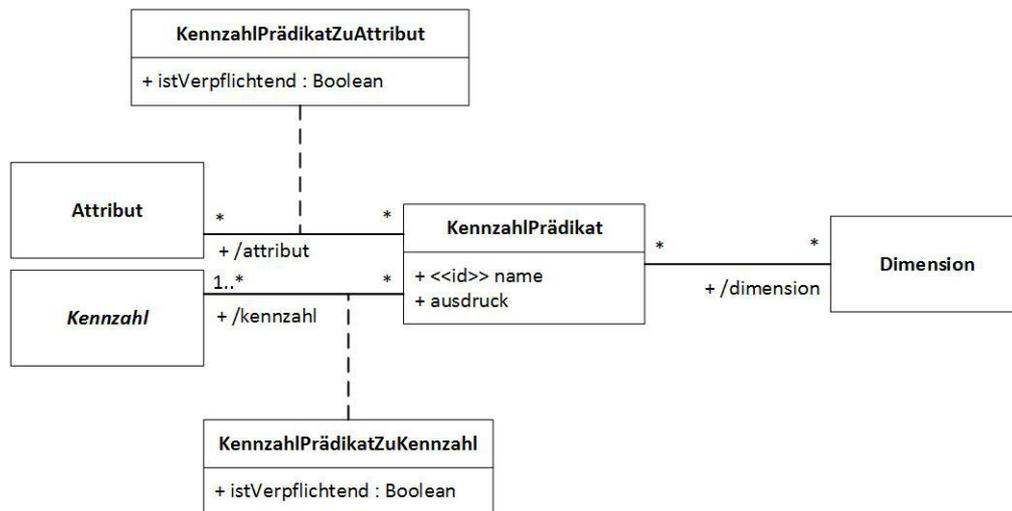 KennzahlPrädikatZuAttribut
+ istVerpflichtend : Boolean
Attribut
*
*
+ /attribut
KennzahlPrädikat
+ <<id>> name
+ ausdruck
*
*
+ /dimension
Dimension
Kennzahl
1..*
*
+ /kennzahl
KennzahlPrädikatZuKennzahl
+ istVerpflichtend : Boolean